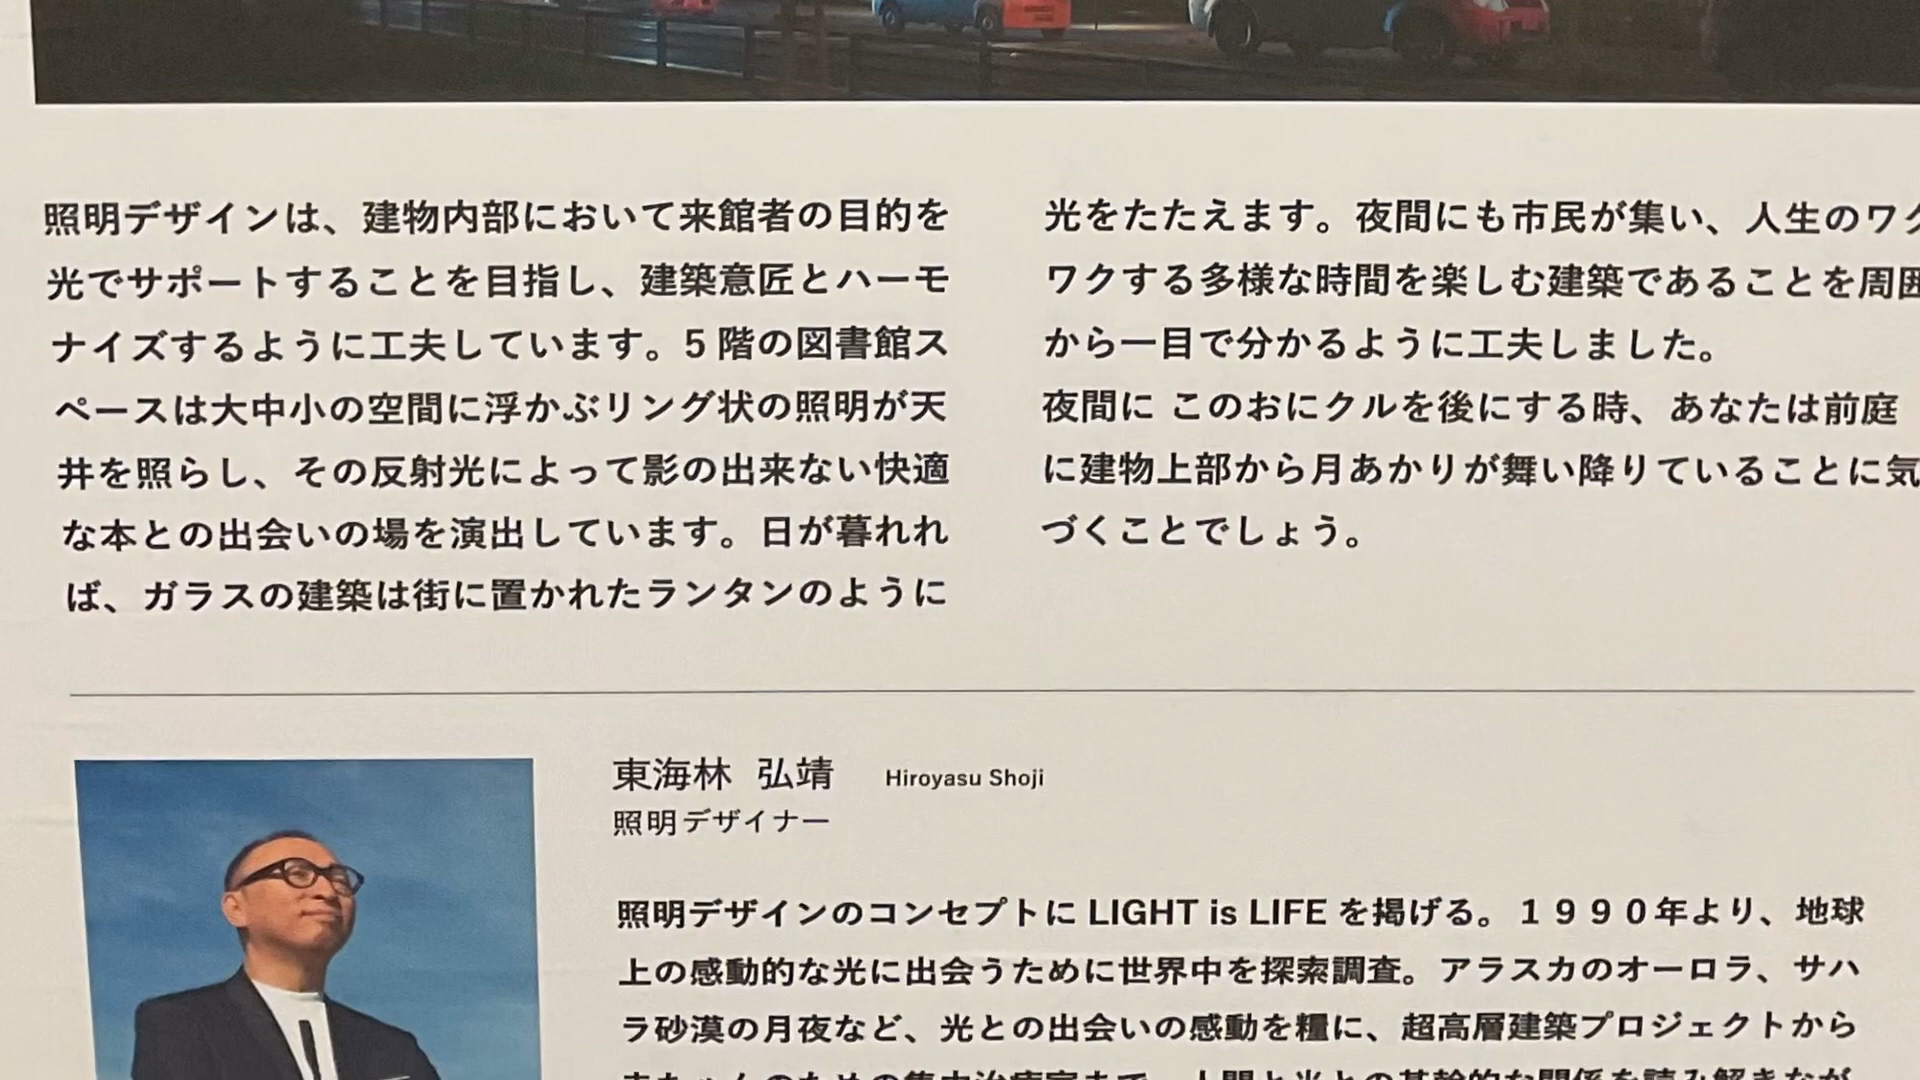 照明デザインは、建物内部において来館者の目的を
光でサポートすることを目指し、建築意匠とハーモ
ナイズするように工夫しています。5 階の図書館ス
ペースは大中小の空間に浮かぶリング状の照明が天
井を照らし、その反射光によって影の出来ない快適
な本との出会いの場を演出しています。日が暮れれ
ば、ガラスの建築は街に置かれたランタンのように
光をたたえます。夜間にも市民が集い、人生のワク
ワクする多様な時間を楽しむ建築であることを周囲
から一目で分かるように工夫しました。
夜間に このおにクルを後にする時、あなたは前庭
に建物上部から月あかりが舞い降りていることに気
づくことでしょう。
東海林 弘靖 Hiroyasu Shoji
照明デザイナー
照明デザインのコンセプトに LIGHT is LIFE を掲げる。１９９０年より、地球
上の感動的な光に出会うために世界中を探索調査。アラスカのオーロラ、サハ
ラ砂漠の月夜など、光との出会いの感動を糧に、超高層建築プロジェクトから